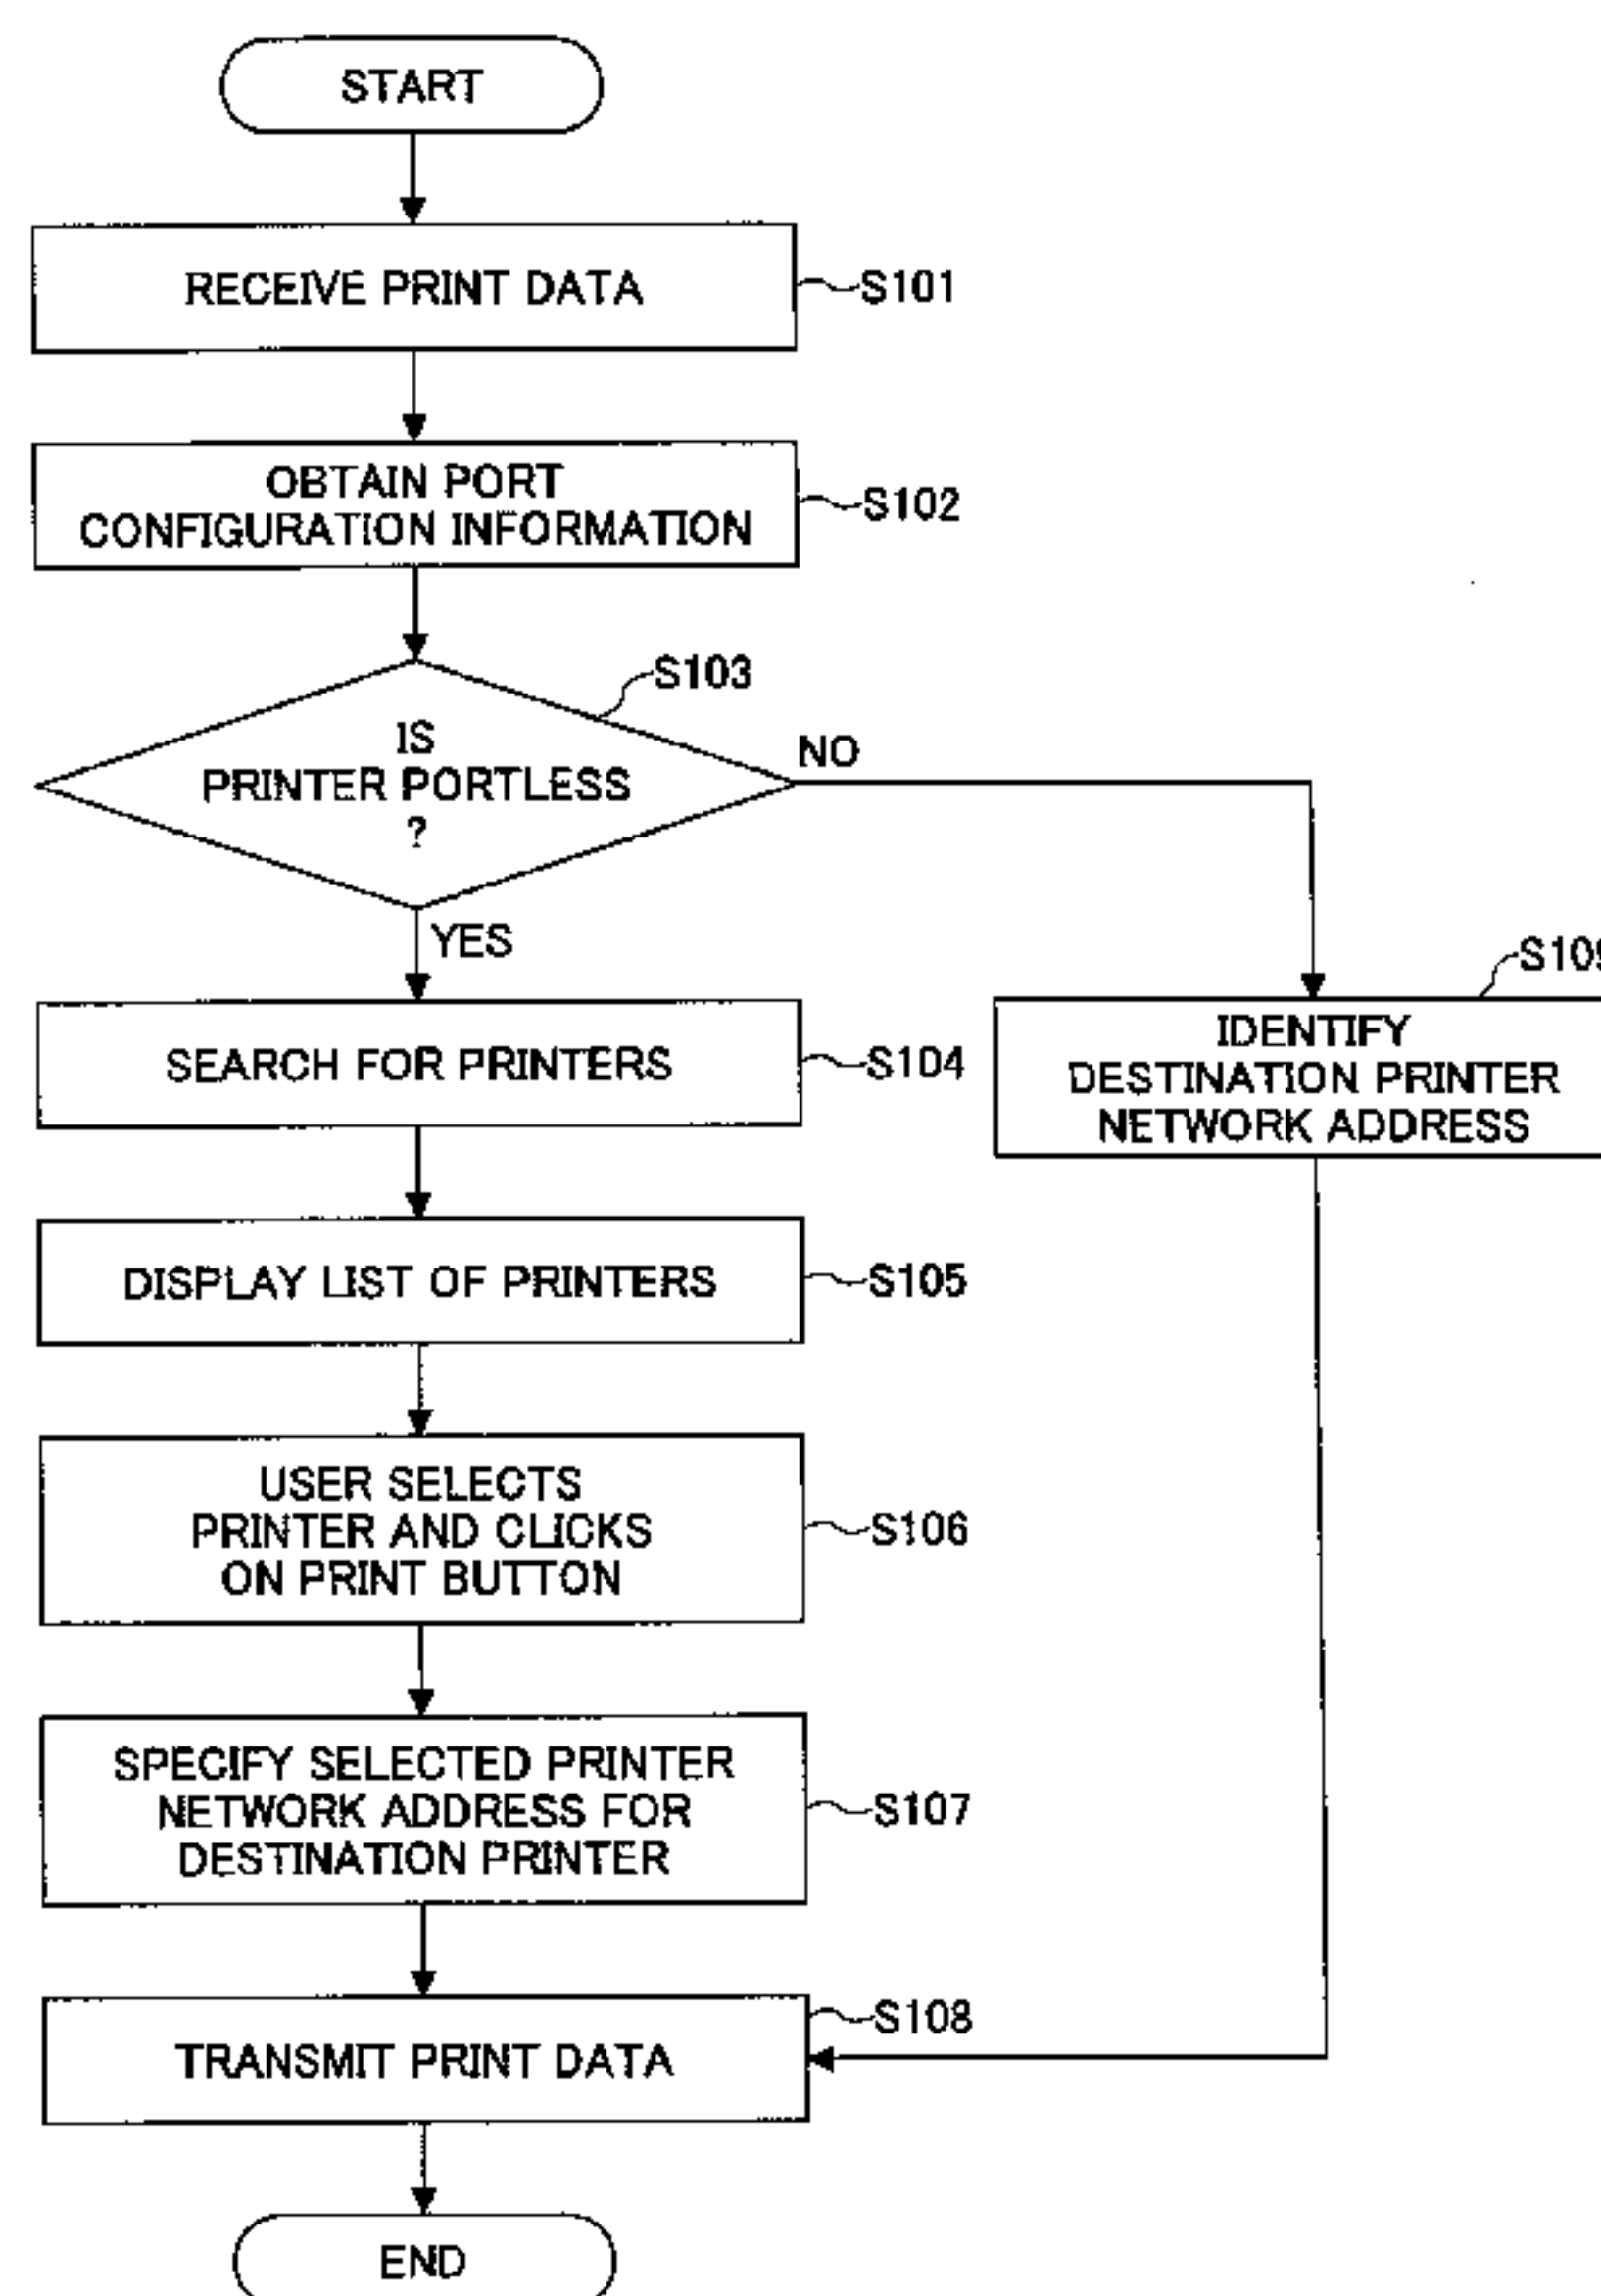 START
RECEIVE PRINT DATA
S101
OBTAIN PORT
CONFIGURATION INFORMATION
S102
S103
IS
PRINTER PORTLESS
?
NO
YES
SEARCH FOR PRINTERS
S104
S109
IDENTIFY
DESTINATION PRINTER
NETWORK ADDRESS
DISPLAY LIST OF PRINTERS
S105
USER SELECTS
PRINTER AND CLICKS
ON PRINT BUTTON
S106
SPECIFY SELECTED PRINTER
NETWORK ADDRESS FOR
DESTINATION PRINTER
S107
TRANSMIT PRINT DATA
S108
END